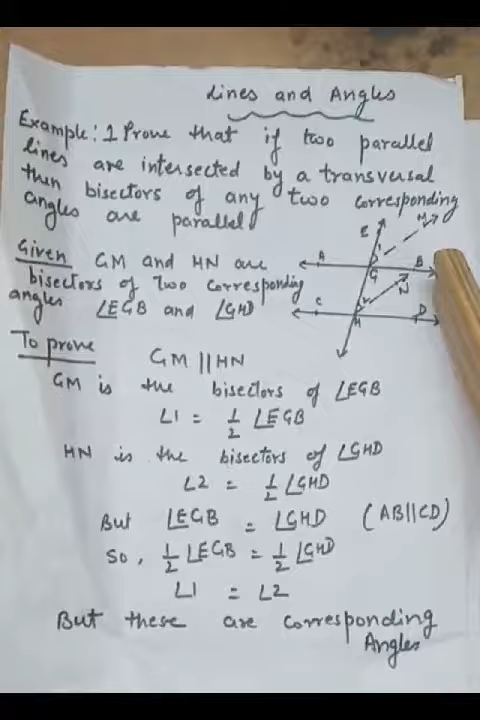 Lines and Angles
Example: 1 Prove that if two parallel
lines are intersected by a transversal
then bisectors of any two corresponding
angles are parallel
Given GM and HN are
bisectors of two corresponding
angles ∠EGB and ∠GHD
E
M
A
1
B
G
N
C
H
D
To prove GM || HN
GM is the bisectors of ∠EGB
∠1 = 1/2 ∠EGB
HN is the bisectors of ∠GHD
∠2 = 1/2 ∠GHD
But ∠EGB = ∠GHD (AB||CD)
So, 1/2 ∠EGB = 1/2 ∠GHD
∠1 = ∠2
But these are corresponding
Angles